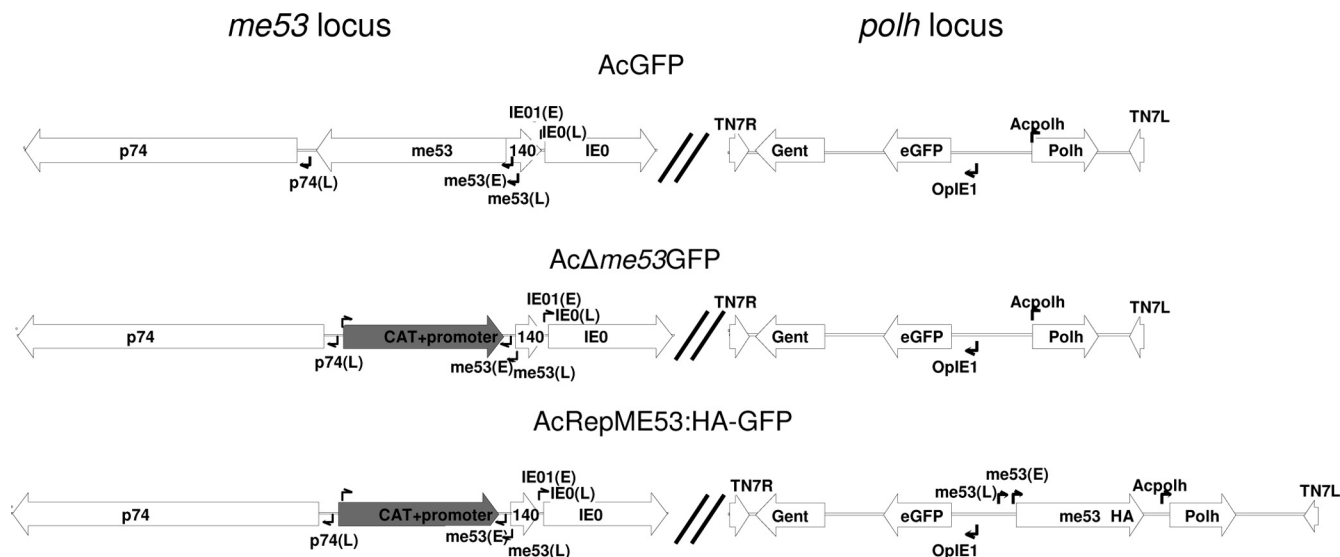 me53 locus polh locus
AcGFP
IE01(E)
IE0(L)
p74 me53 140 IE0
p74(L) me53(E)
me53(L)
TN7R Acpolh TN7L
Gent eGFP Polh
OpIE1
AcΔme53GFP
IE01(E)
IE0(L)
p74 CAT+promoter 140 IE0
p74(L) me53(E) me53(L)
TN7R Acpolh TN7L
Gent eGFP Polh
OpIE1
AcRepME53:HA-GFP
IE01(E)
IE0(L)
p74 CAT+promoter 140 IE0
p74(L) me53(E)
me53(L)
me53(E)
TN7R me53(L) Acpolh TN7L
Gent eGFP me53 HA Polh
OpIE1